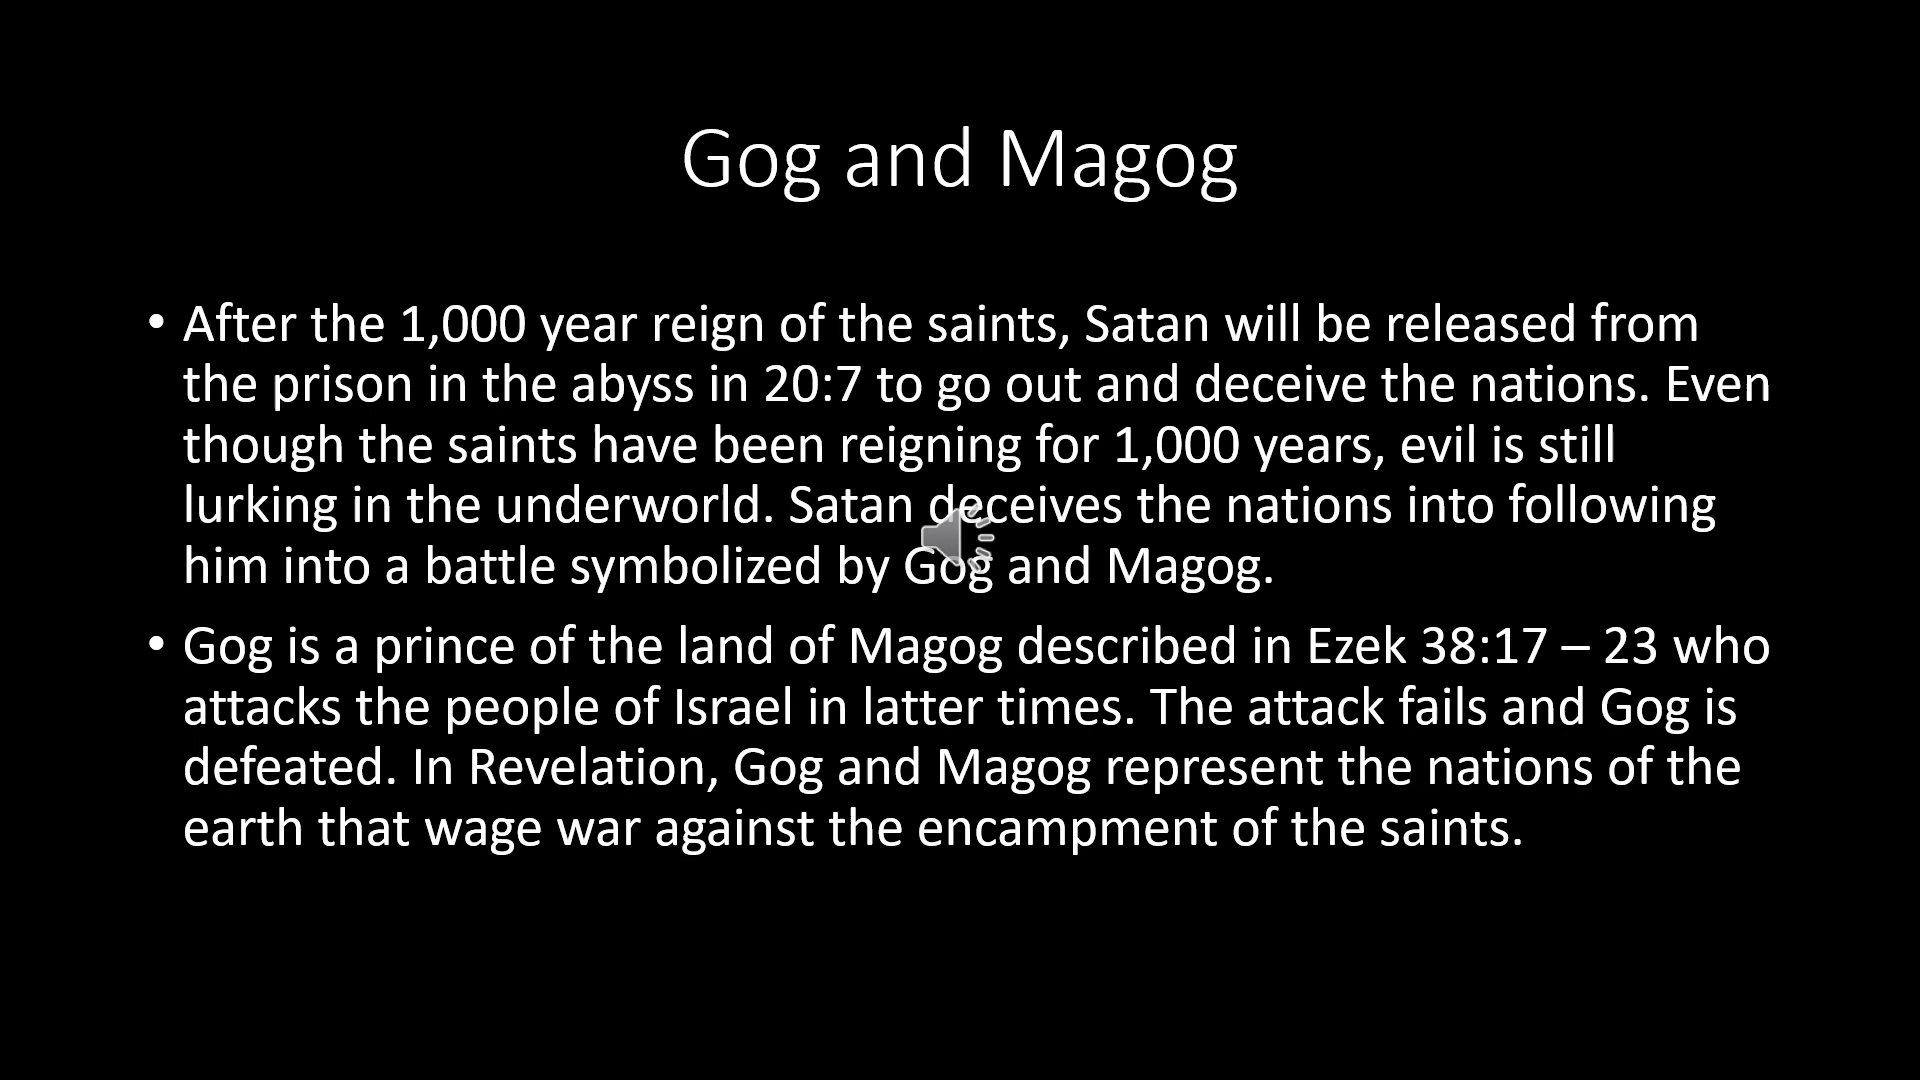 Gog and Magog
• After the 1,000 year reign of the saints, Satan will be released from
the prison in the abyss in 20:7 to go out and deceive the nations. Even
though the saints have been reigning for 1,000 years, evil is still
lurking in the underworld. Satan deceives the nations into following
him into a battle symbolized by Gog and Magog.
• Gog is a prince of the land of Magog described in Ezek 38:17 – 23 who
attacks the people of Israel in latter times. The attack fails and Gog is
defeated. In Revelation, Gog and Magog represent the nations of the
earth that wage war against the encampment of the saints.